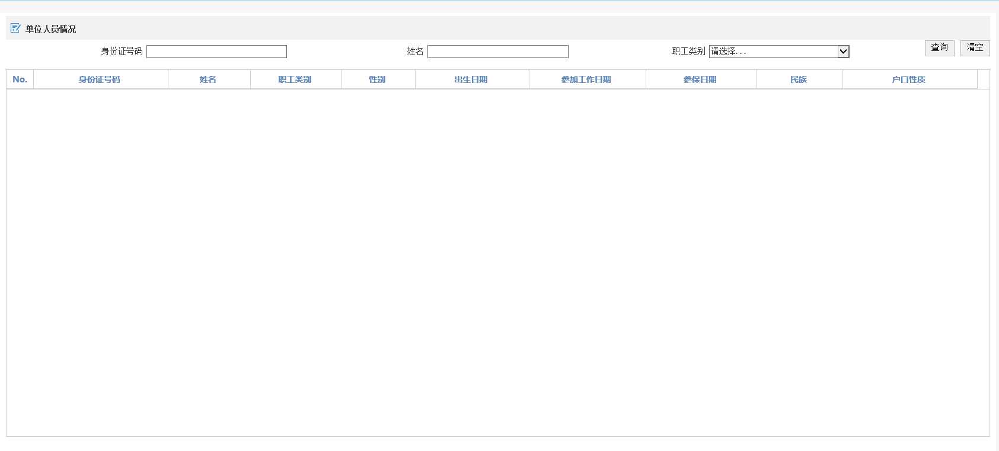 单位人员情况
身份证号码 姓名 职工类别 请选择... 查询 清空
No. 身份证号码 姓名 职工类别 性别 出生日期 参加工作日期 参保日期 民族 户口性质